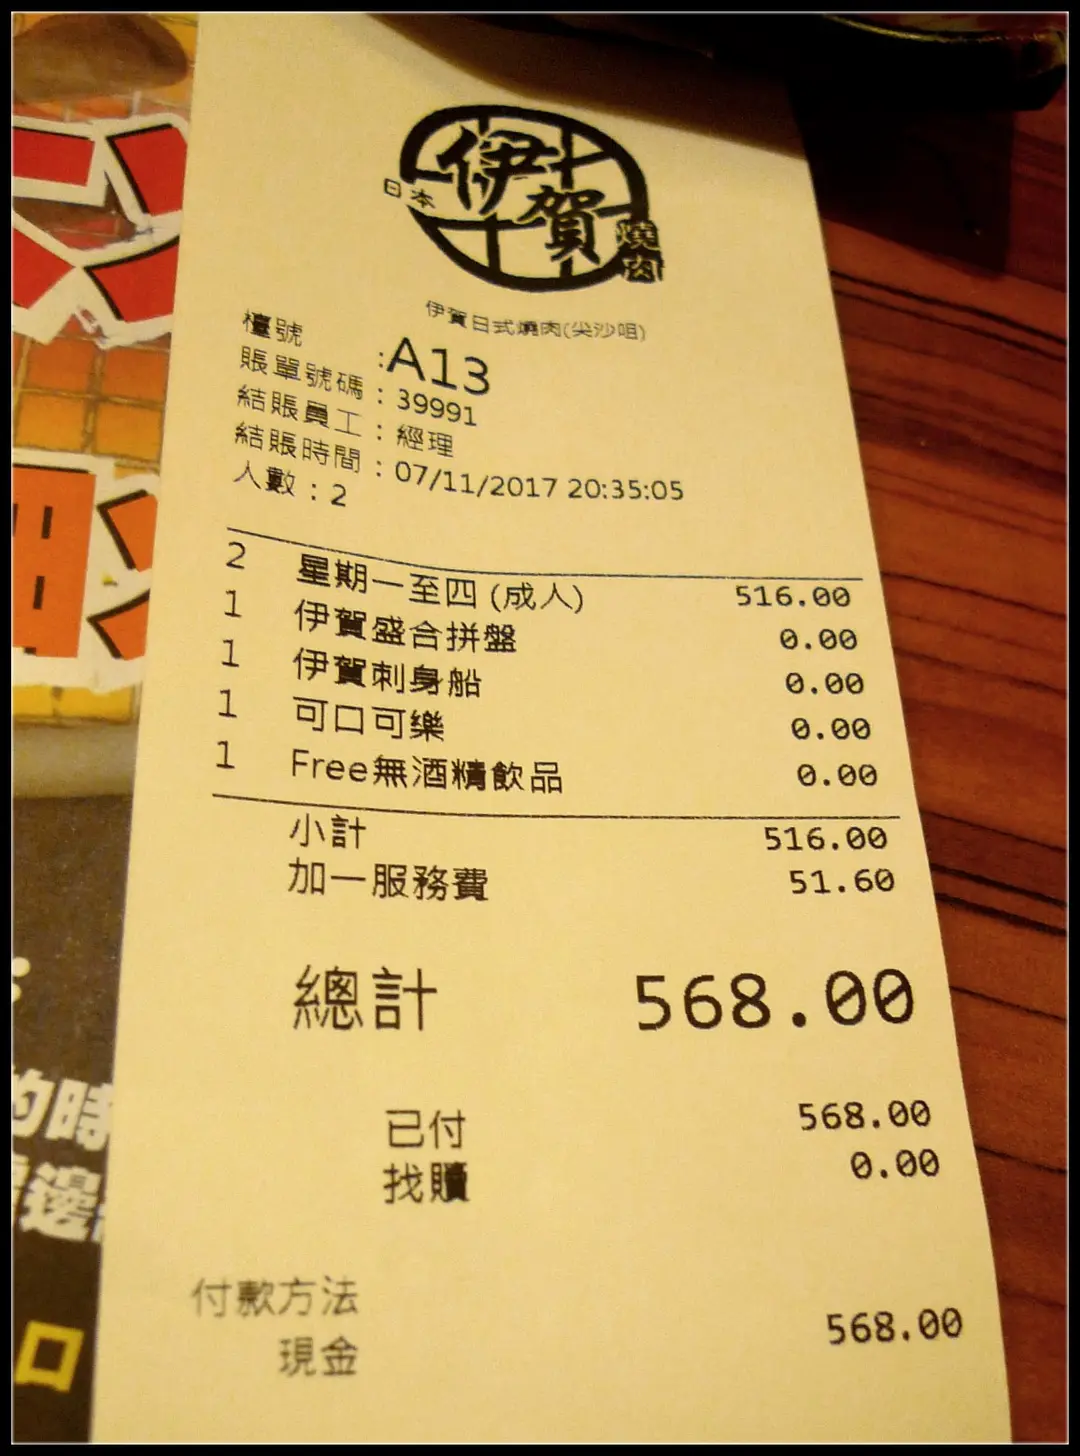 日本 伊賀 燒肉
伊賀日式燒肉(尖沙咀)
檯號 :A13
賬單號碼 : 39991
結賬員工 : 經理
結賬時間 : 07/11/2017 20:35:05
人數 : 2
2 星期一至四 (成人) 516.00
1 伊賀盛合拼盤 0.00
1 伊賀刺身船 0.00
1 可口可樂 0.00
1 Free無酒精飲品 0.00
小計 516.00
加一服務費 51.60
總計 568.00
已付 568.00
找贖 0.00
付款方法
現金 568.00
的時
邊